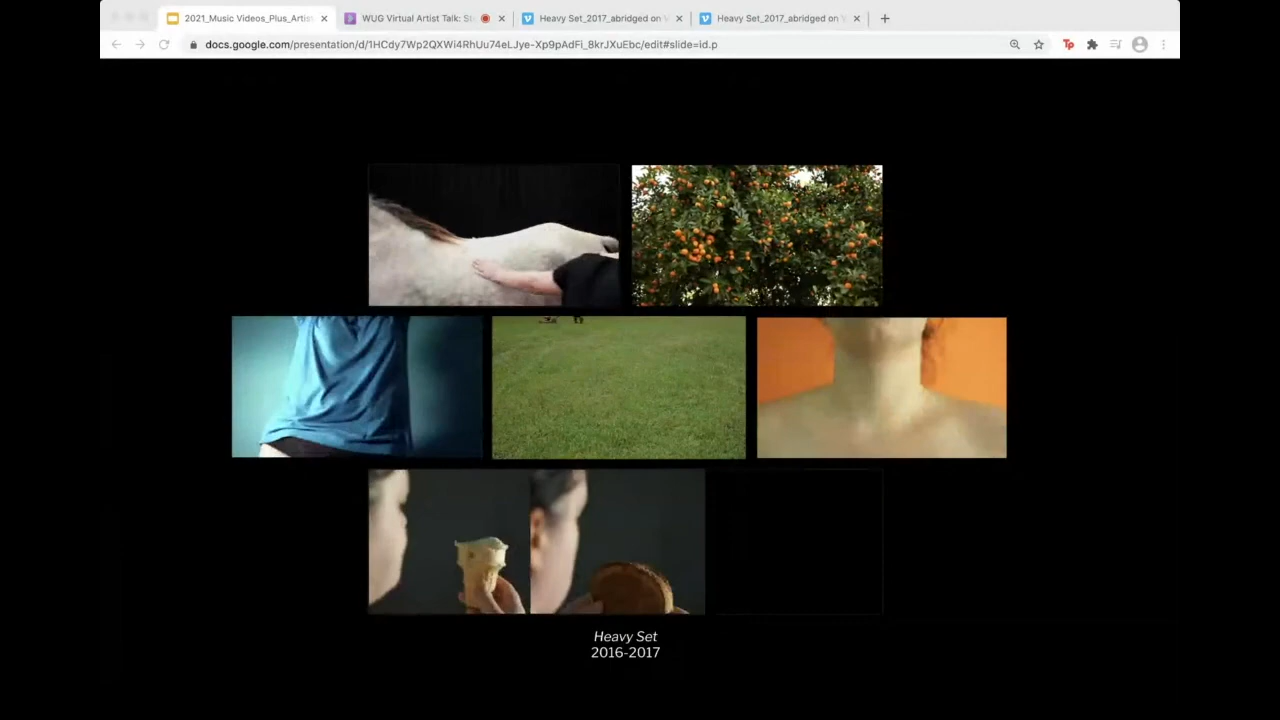 2021_Music Videos_Plus_Artis
WUG Virtual Artist Talk: St
Heavy Set_2017_abridged on V
Heavy Set_2017_abridged on V
docs.google.com/presentation/d/1HCdy7Wp2QXWi4RhUu74eLJye-Xp9pAdFi_8krJXuEbc/edit#slide=id.p
Tp
Heavy Set
2016-2017